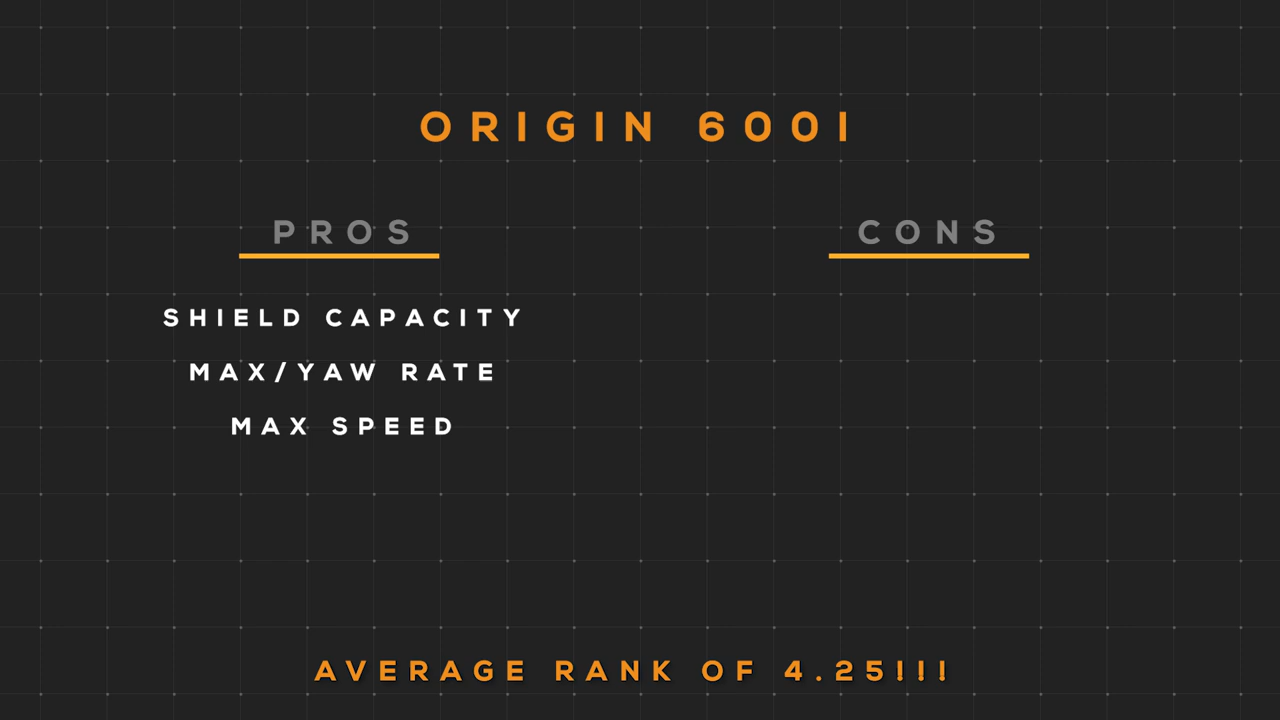 ORIGIN 600I
PROS
CONS
SHIELD CAPACITY
MAX/YAW RATE
MAX SPEED
AVERAGE RANK OF 4.25!!!